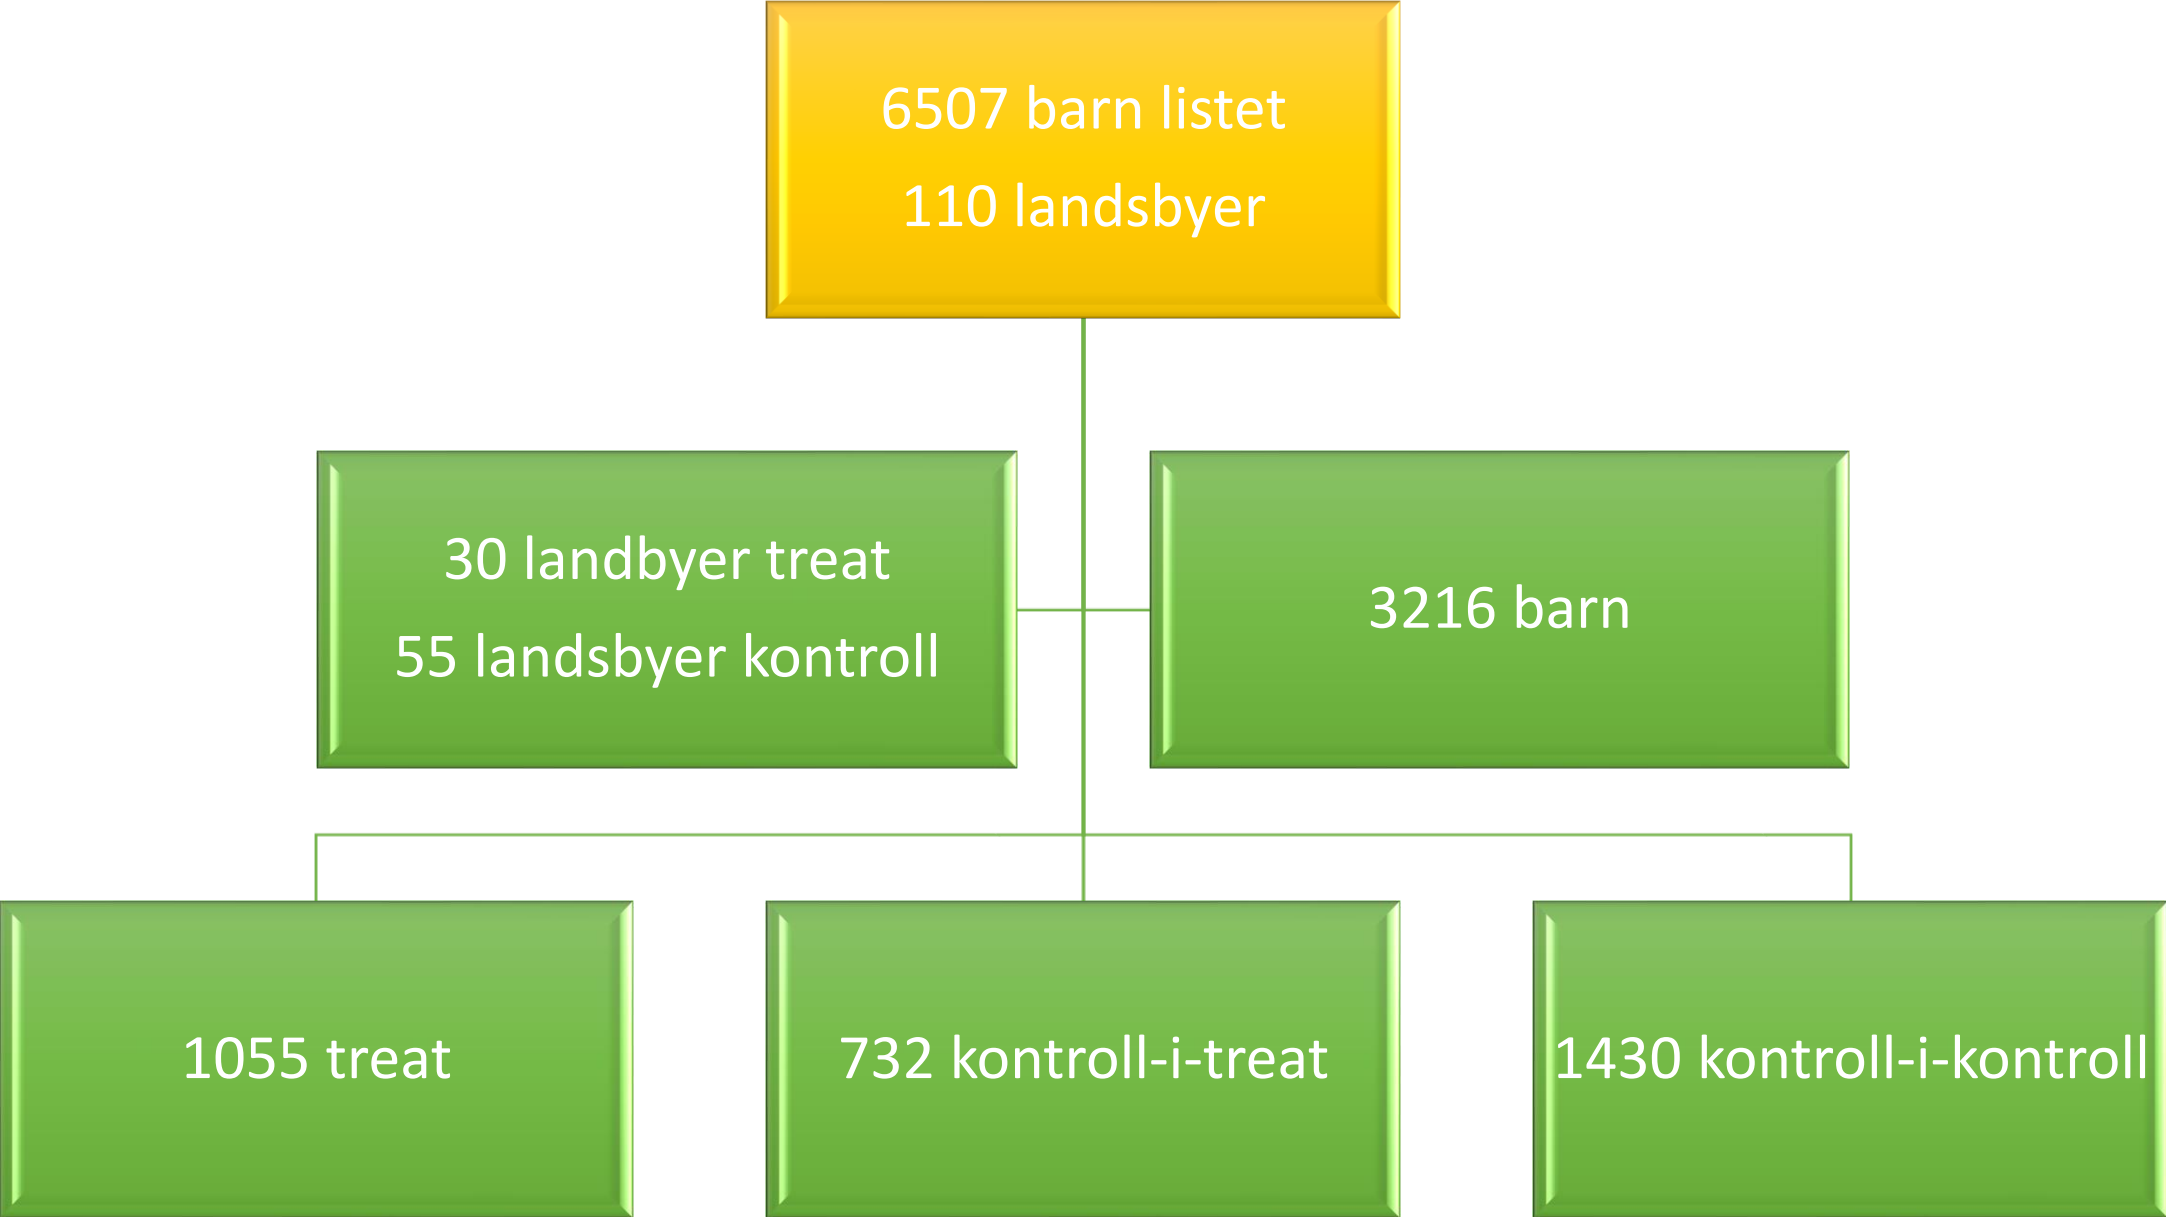 6507 barn listet
110 landsbyer
30 landbyer treat
55 landsbyer kontroll
3216 barn
1055 treat
732 kontroll-i-treat
1430 kontroll-i-kontroll